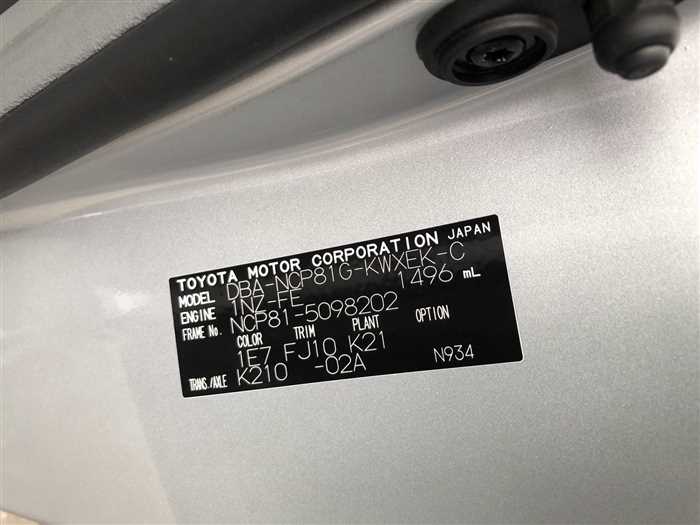 TOYOTA MOTOR CORPORATION JAPAN
MODEL DBA-NCP81G-KWXEK-C
ENGINE 1NZ-FE 1496 mL
FRAME No. NCP81-5098202
COLOR TRIM PLANT OPTION
1E7 FJ10 K21
TRANS./AXLE K210 -02A N934